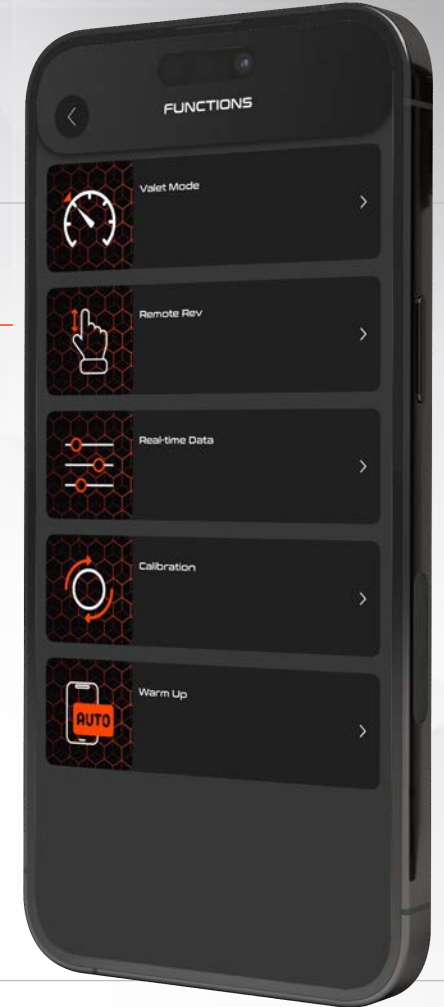 FUNCTIONS
Valet Mode
Remote Rev
Real-time Data
Calibration
Warm Up
AUTO